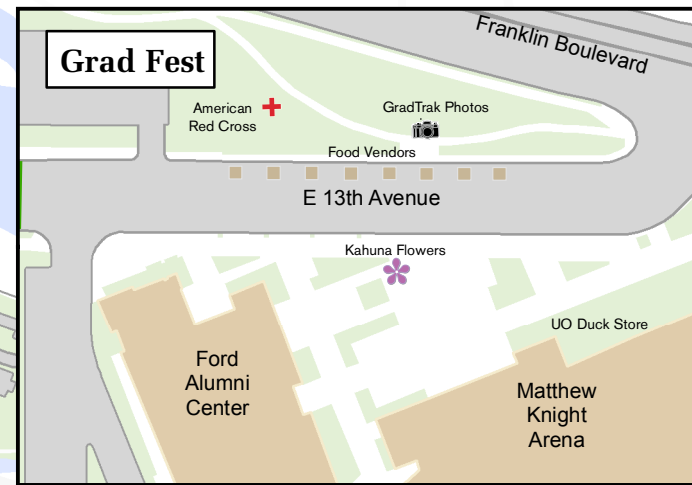 Franklin Boulevard
Grad Fest
American
Red Cross
GradTrak Photos
Food Vendors
E 13th Avenue
Kahuna Flowers
UO Duck Store
Ford
Alumni
Center
Matthew
Knight
Arena